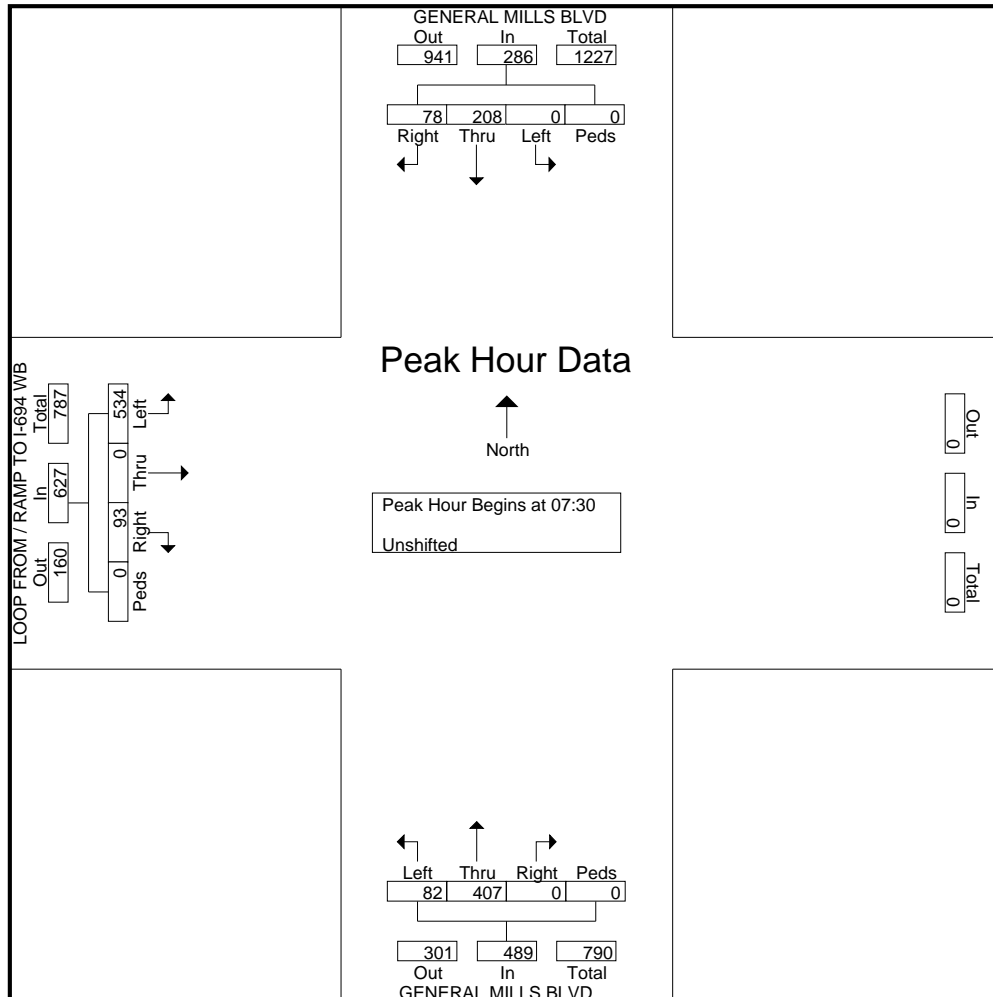 GENERAL MILLS BLVD
Out In Total
941 286 1227
78 208 0 0
Right Thru Left Peds
Peak Hour Data
North
Peak Hour Begins at 07:30
Unshifted
LOOP FROM / RAMP TO I-694 WB
Out In Total
160 627 787
534 0 93 0
Left Thru Right Peds
Out In Total
0 0 0
Left Thru Right Peds
82 407 0 0
301 489 790
Out In Total
GENERAL MILLS BLVD